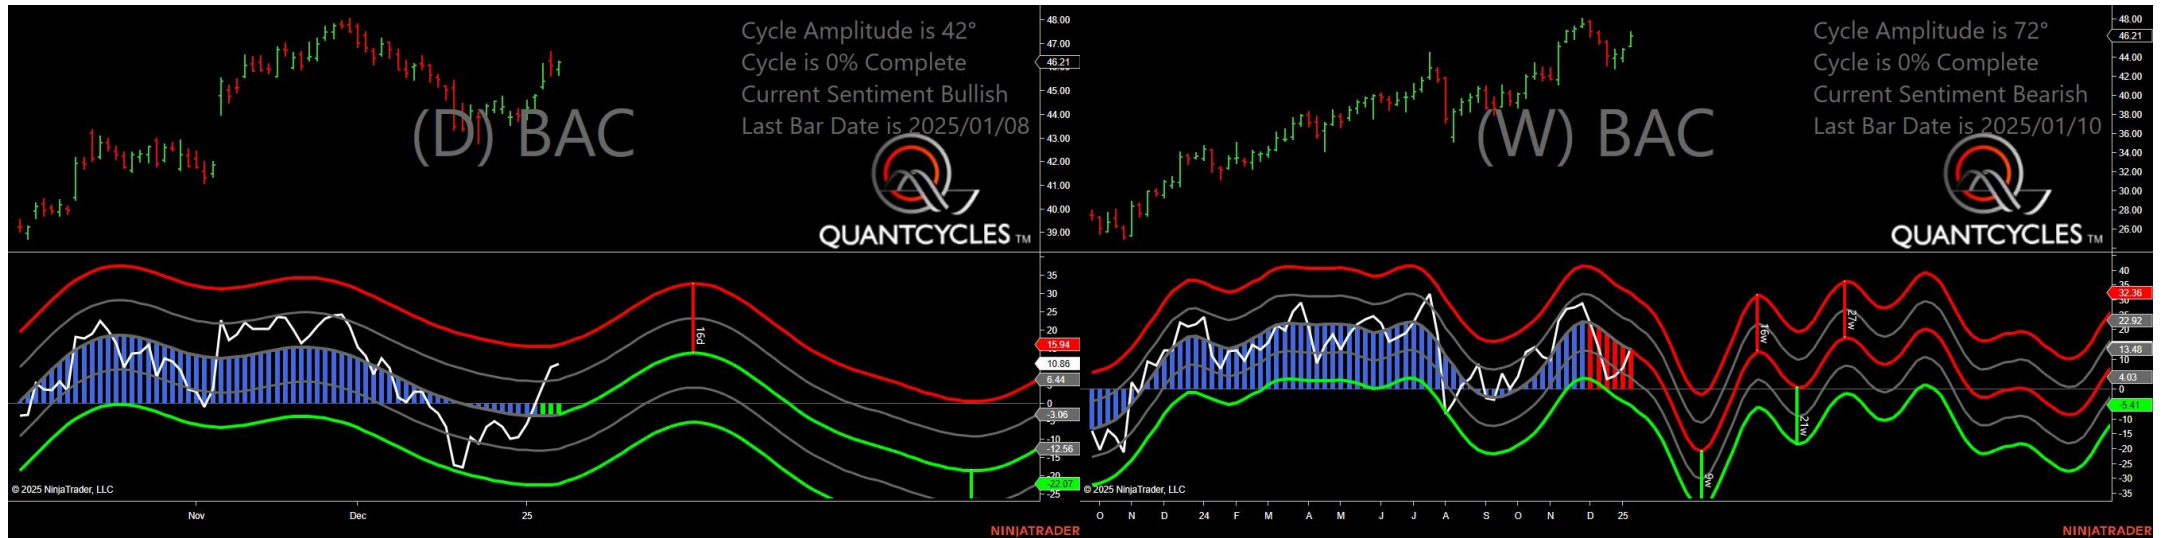 Cycle Amplitude is 42°
Cycle is 0% Complete
Current Sentiment Bullish
Last Bar Date is 2025/01/08
(D) BAC
QUANTCYCLES TM
48.00
47.00
46.21
45.00
44.00
43.00
42.00
41.00
40.00
39.00
35
30
25
20
15.94
10.86
6.44
0
-3.06
-10
-12.56
-15
-20
-22.07
-25
16d
© 2025 NinjaTrader, LLC
Nov
Dec
25
NINJATRADER
Cycle Amplitude is 72°
Cycle is 0% Complete
Current Sentiment Bearish
Last Bar Date is 2025/01/10
(W) BAC
QUANTCYCLES TM
48.00
46.21
44.00
42.00
40.00
38.00
36.00
34.00
32.00
30.00
28.00
26.00
40
32.36
30
22.92
20
13.48
10
4.03
0
-5.41
-10
-15
-20
-25
-30
-35
16w
27w
21w
9w
© 2025 NinjaTrader, LLC
O N D 24 F M A M J J A S O N D 25
NINJATRADER